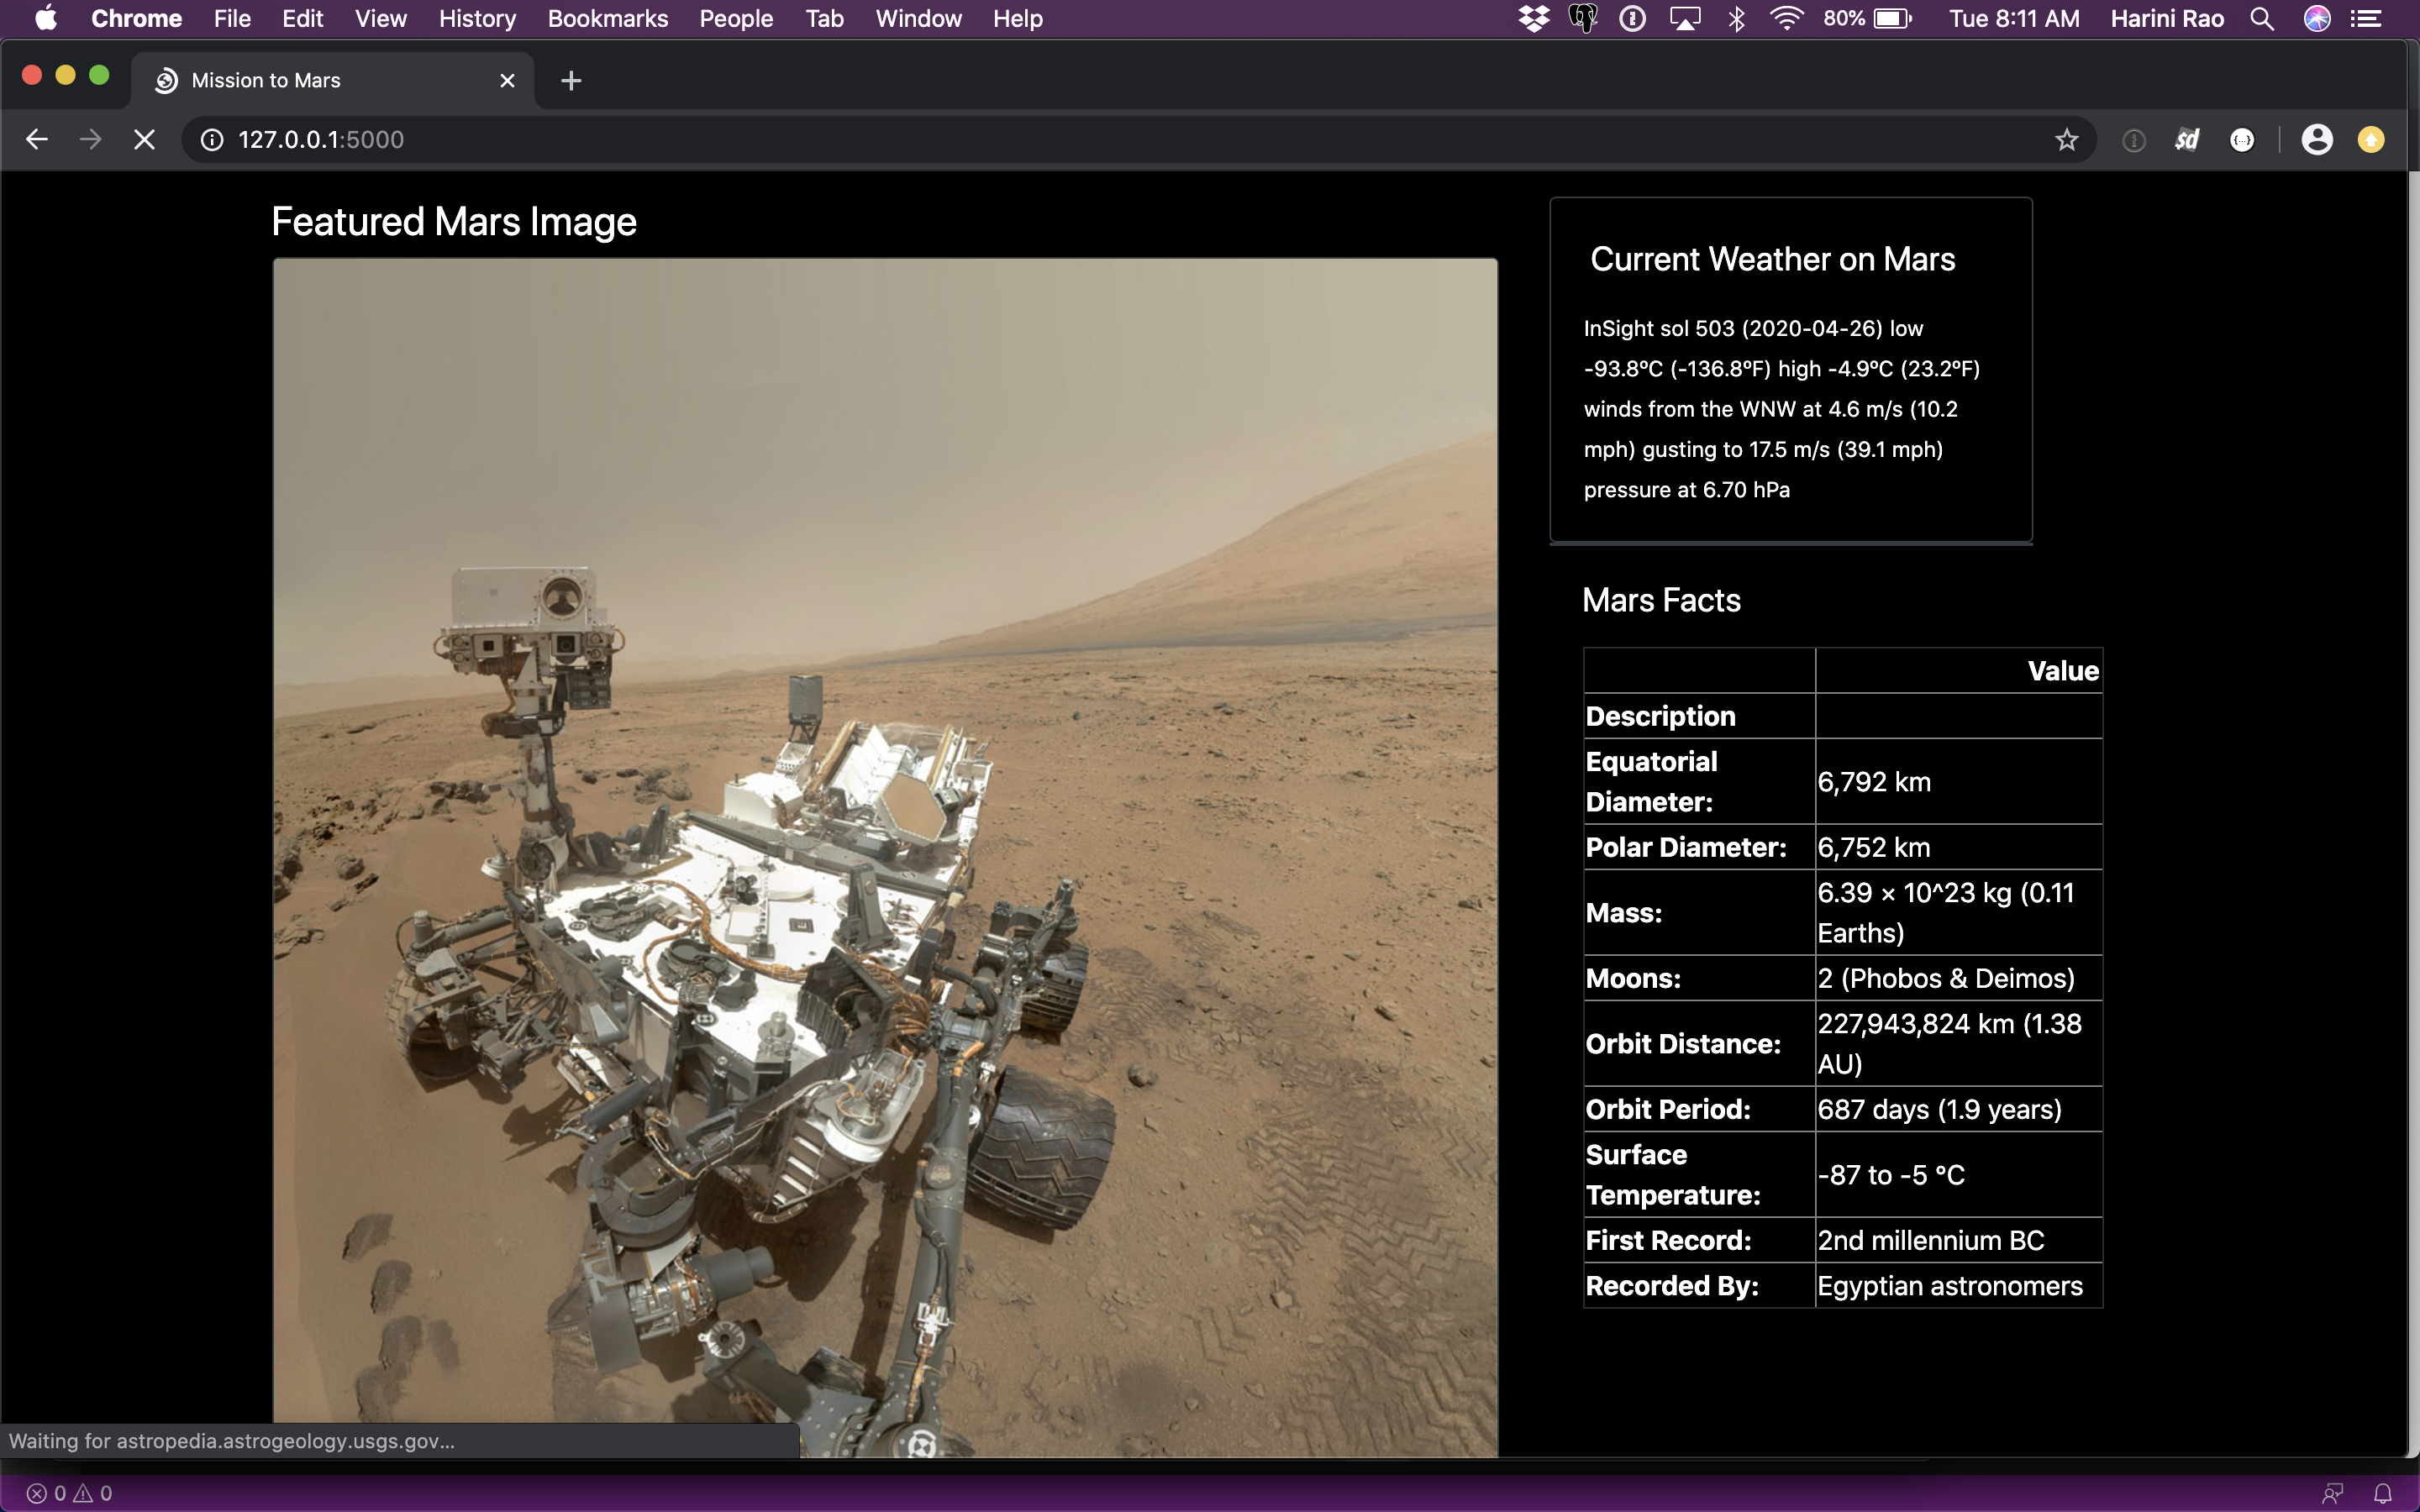 Chrome File Edit View History Bookmarks People Tab Window Help 80% Tue 8:11 AM Harini Rao
Mission to Mars
127.0.0.1:5000
Featured Mars Image
Current Weather on Mars
InSight sol 503 (2020-04-26) low
-93.8ºC (-136.8ºF) high -4.9ºC (23.2ºF)
winds from the WNW at 4.6 m/s (10.2
mph) gusting to 17.5 m/s (39.1 mph)
pressure at 6.70 hPa
Mars Facts
Value
Description
Equatorial
Diameter:
6,792 km
Polar Diameter: 6,752 km
Mass:
6.39 × 10^23 kg (0.11
Earths)
Moons: 2 (Phobos & Deimos)
Orbit Distance:
227,943,824 km (1.38
AU)
Orbit Period: 687 days (1.9 years)
Surface
Temperature:
-87 to -5 °C
First Record: 2nd millennium BC
Recorded By: Egyptian astronomers
Waiting for astropedia.astrogeology.usgs.gov...
0 0